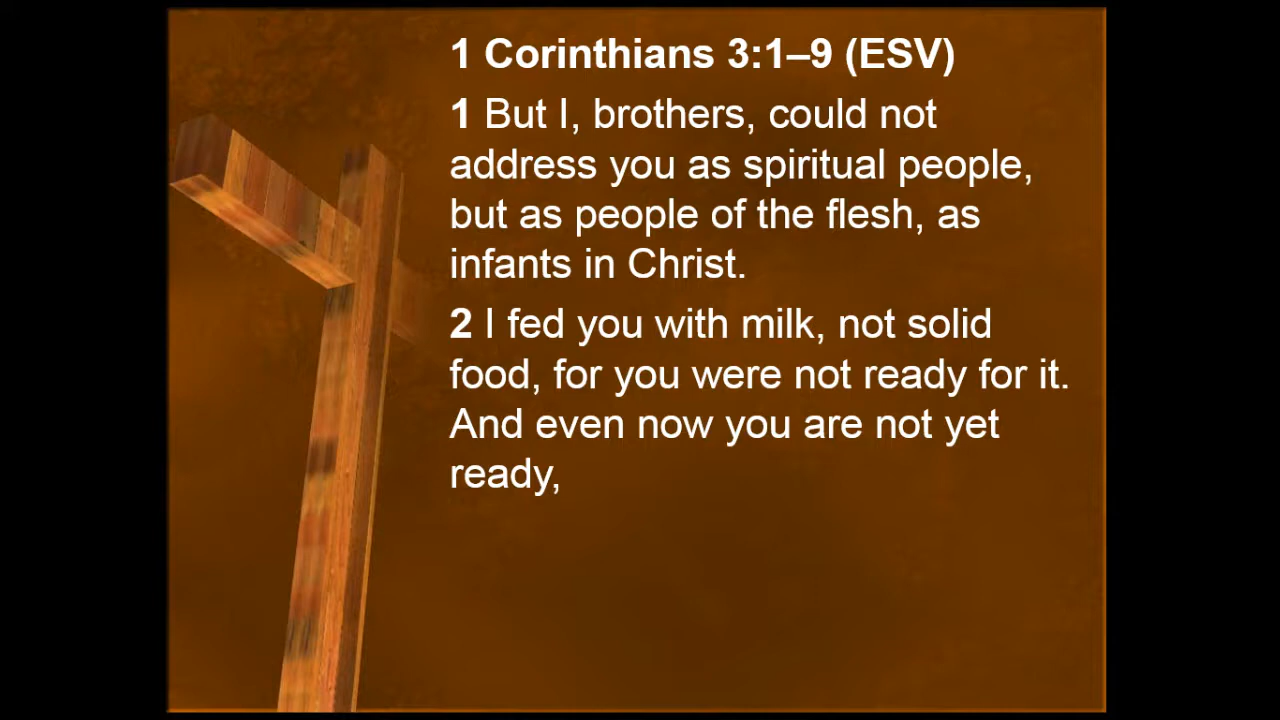 1 Corinthians 3:1–9 (ESV)
1 But I, brothers, could not
address you as spiritual people,
but as people of the flesh, as
infants in Christ.
2 I fed you with milk, not solid
food, for you were not ready for it.
And even now you are not yet
ready,